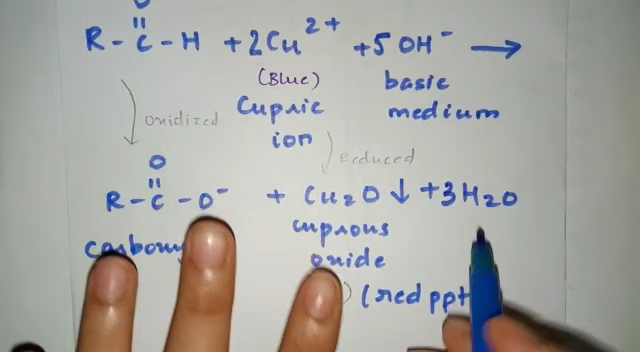 O
R - C - H + 2Cu²⁺ + 5OH⁻ →
(Blue) basic
Cupric medium
ion
Oxidized
Reduced
O
R - C - O⁻ + Cu₂O ↓ + 3H₂O
cuprous
oxide
(red ppt